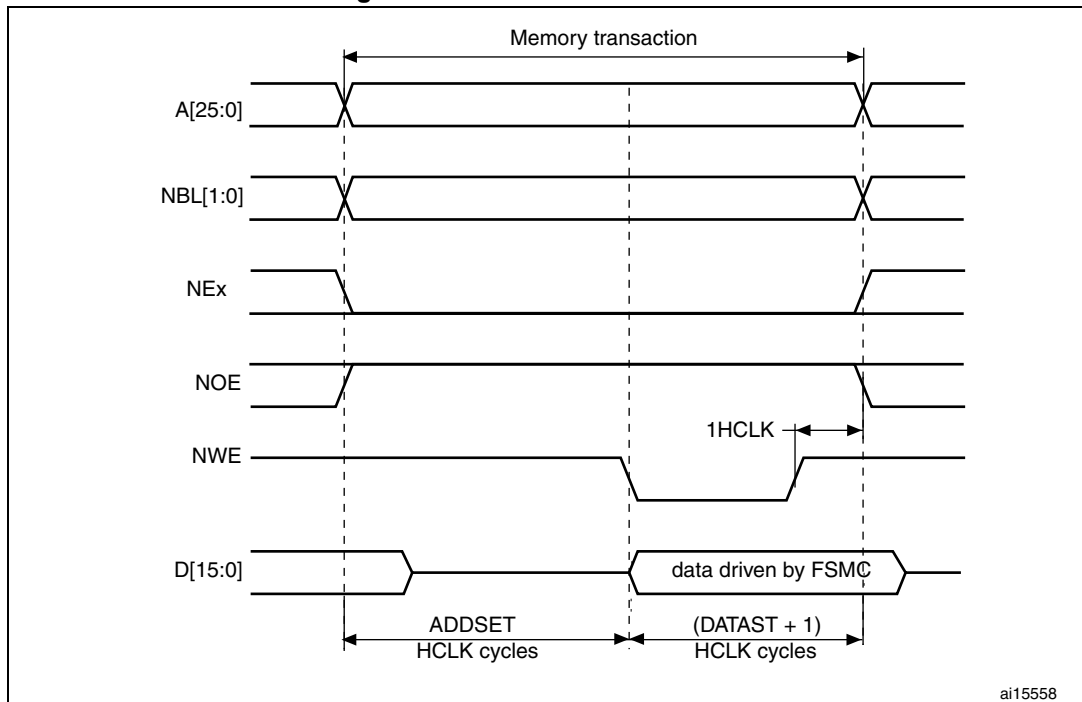 Memory transaction
A[25:0]
NBL[1:0]
NEx
NOE
1HCLK
NWE
D[15:0]
data driven by FSMC
ADDSET
HCLK cycles
(DATAST + 1)
HCLK cycles
ai15558